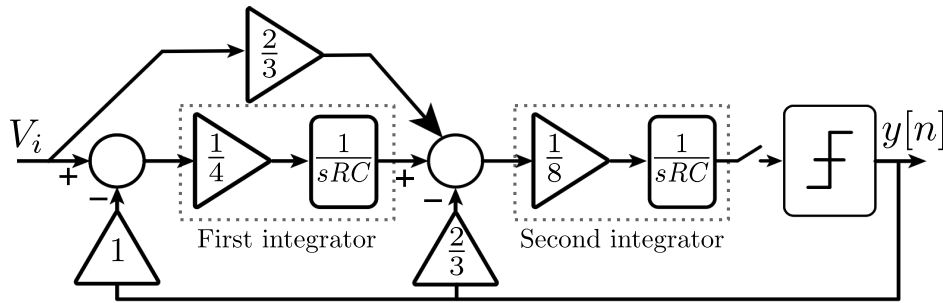 2/3
V_i
+
−
1/4
1/sRC
+
−
1/8
1/sRC
y[n]
First integrator
Second integrator
1
2/3